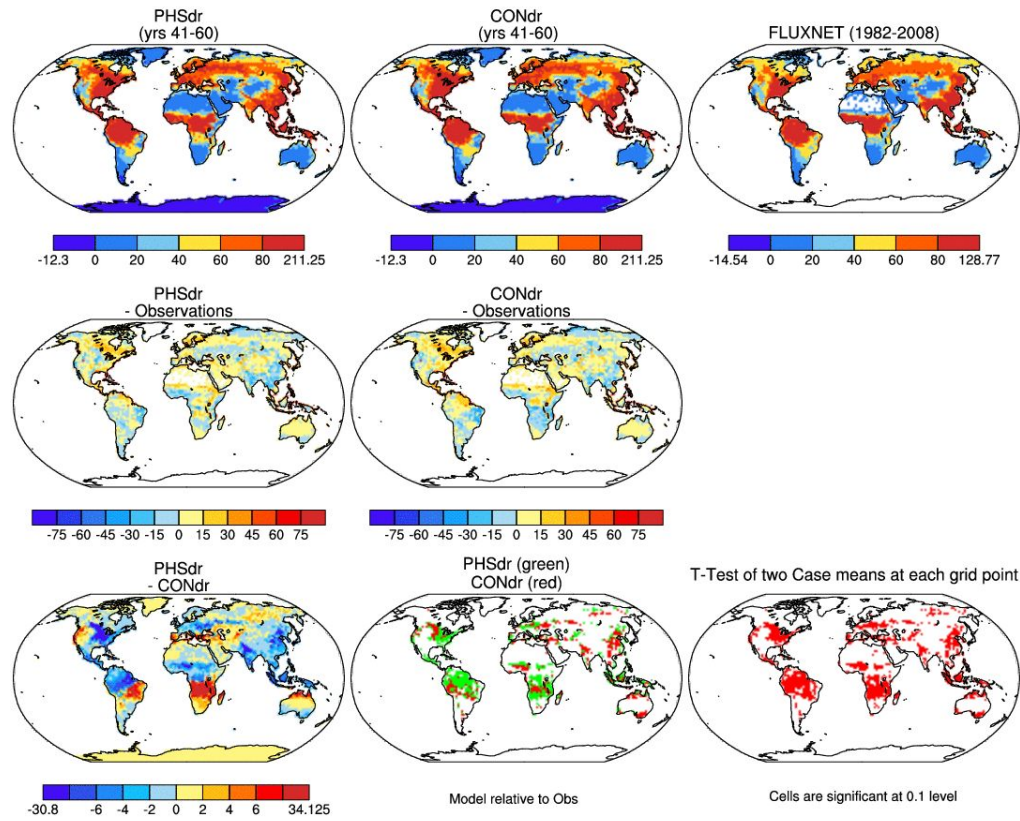 PHSdr
(yrs 41-60)
CONdr
(yrs 41-60)
FLUXNET (1982-2008)
-12.3 0 20 40 60 80 211.25
-12.3 0 20 40 60 80 211.25
-14.54 0 20 40 60 80 128.77
PHSdr
- Observations
CONdr
- Observations
-75 -60 -45 -30 -15 0 15 30 45 60 75
-75 -60 -45 -30 -15 0 15 30 45 60 75
PHSdr
- CONdr
PHSdr (green)
CONdr (red)
T-Test of two Case means at each grid point
-30.8 -6 -4 -2 0 2 4 6 34.125
Model relative to Obs
Cells are significant at 0.1 level